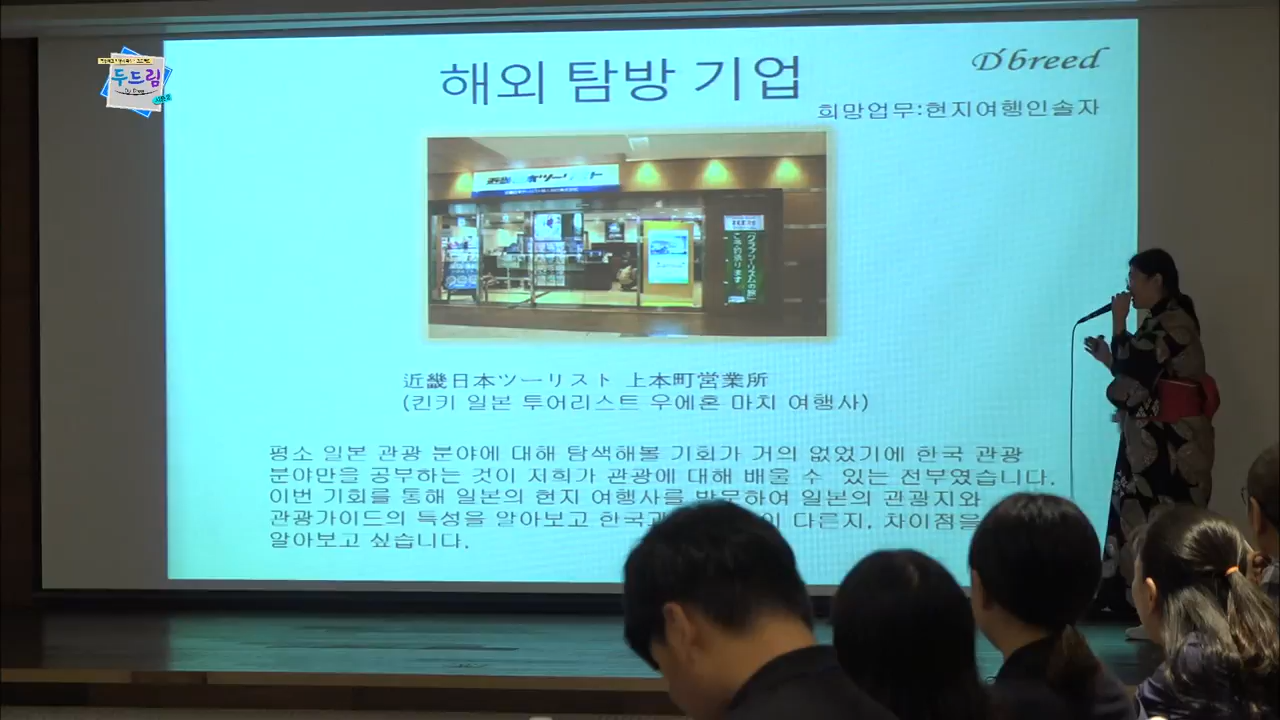 두드림
해외 탐방 기업
D'breed
희망업무:현지여행인솔자
近畿日本ツーリスト 上本町営業所
(킨키 일본 투어리스트 우에혼 마치 여행사)
평소 일본 관광 분야에 대해 탐색해볼 기회가 거의 없었기에 한국 관광
분야만을 공부하는 것이 저희가 관광에 대해 배울 수 있는 전부였습니다.
이번 기회를 통해 일본의 현지 여행사를 방문하여 일본의 관광지와
관광가이드의 특성을 알아보고 다른지, 차이점을
알아보고 싶습니다.